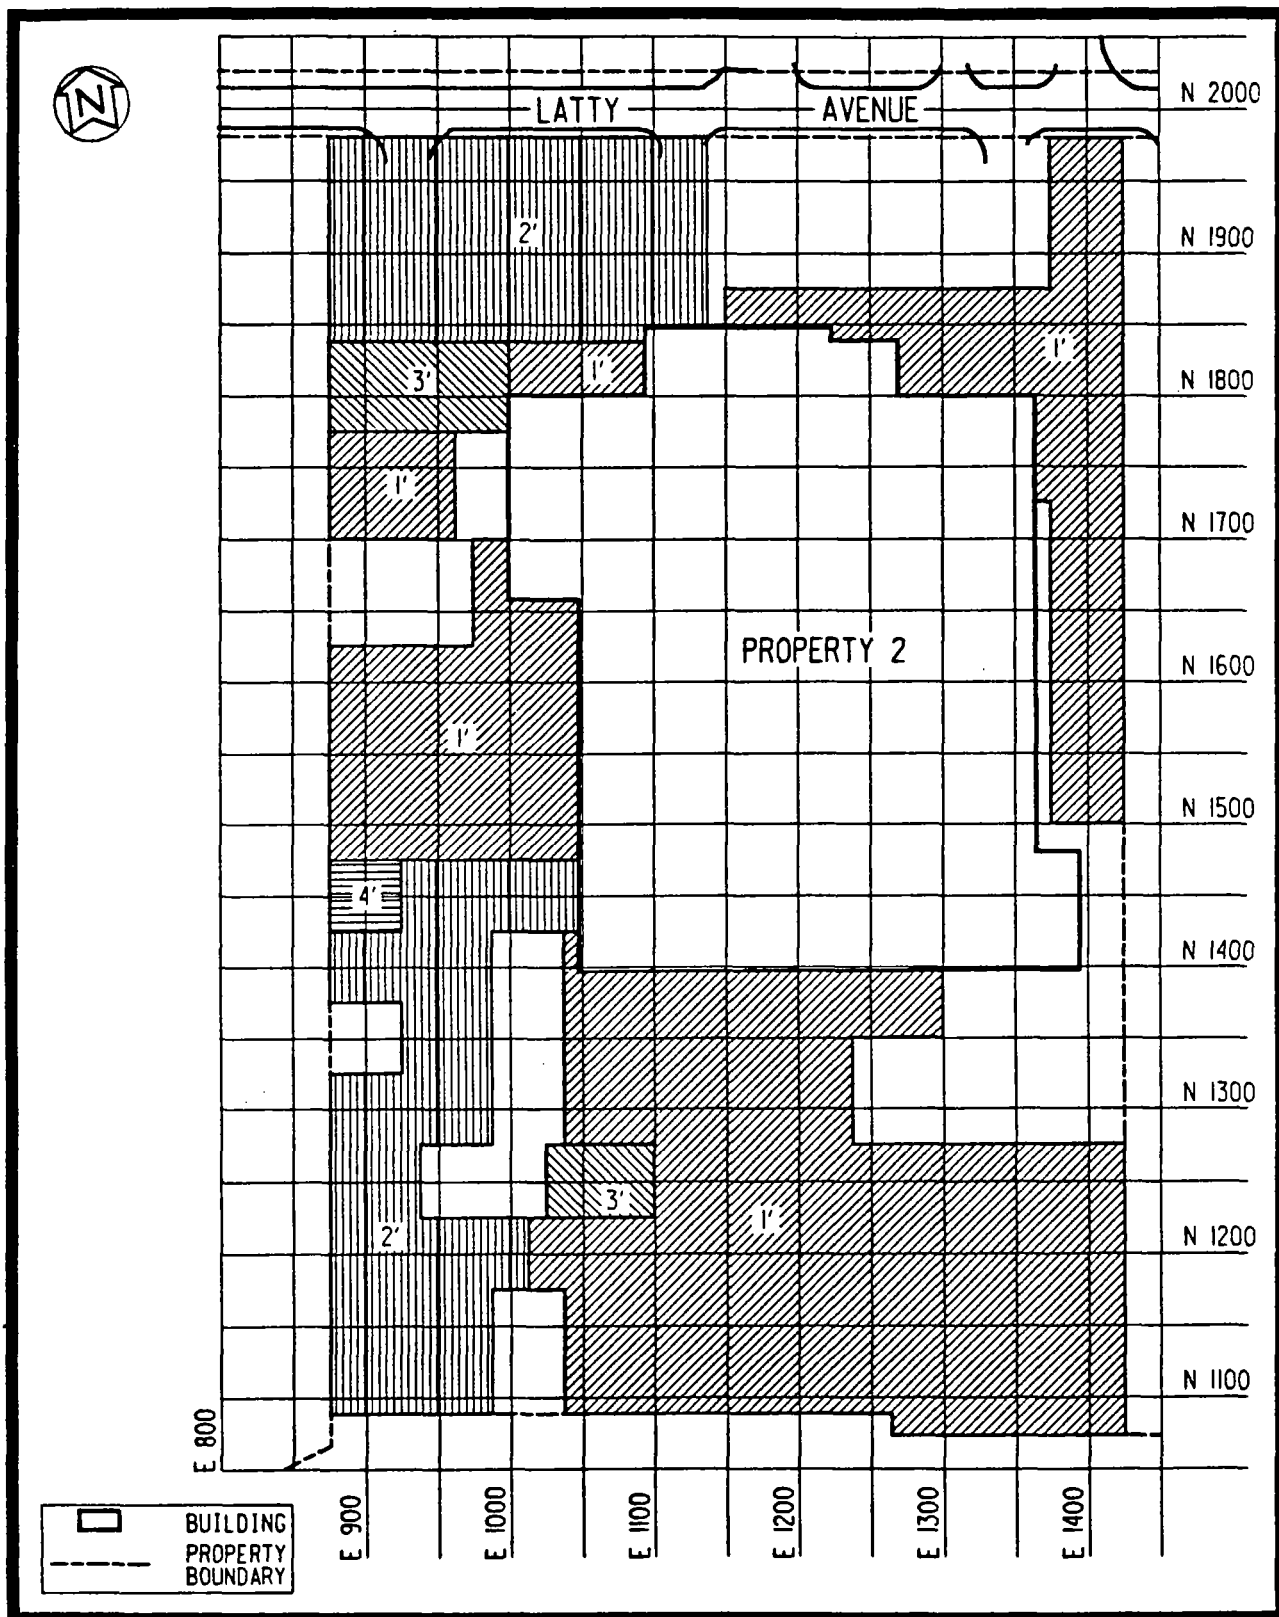 N
N 2000
LATTY AVENUE
2'
N 1900
1'
3'
1'
N 1800
1'
N 1700
PROPERTY 2
N 1600
1'
N 1500
4'
N 1400
N 1300
3'
2'
1'
N 1200
N 1100
E 800
E 900
E 1000
E 1100
E 1200
E 1300
E 1400
BUILDING
PROPERTY
BOUNDARY